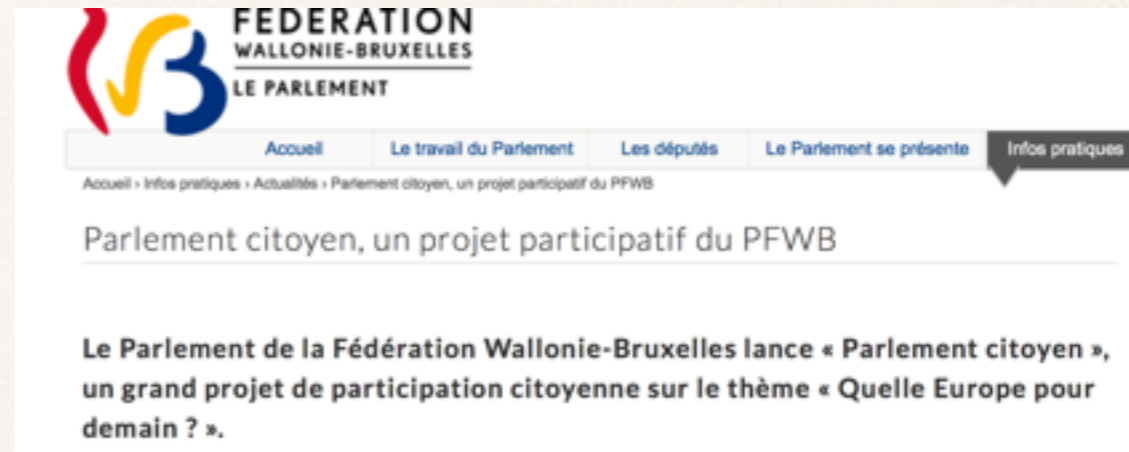 FEDERATION
WALLONIE-BRUXELLES
LE PARLEMENT
Accueil Le travail du Parlement Les députés Le Parlement se présente Infos pratiques
Accueil › Infos pratiques › Actualités › Parlement citoyen, un projet participatif du PFWB
Parlement citoyen, un projet participatif du PFWB
Le Parlement de la Fédération Wallonie-Bruxelles lance « Parlement citoyen »,
un grand projet de participation citoyenne sur le thème « Quelle Europe pour
demain ? ».